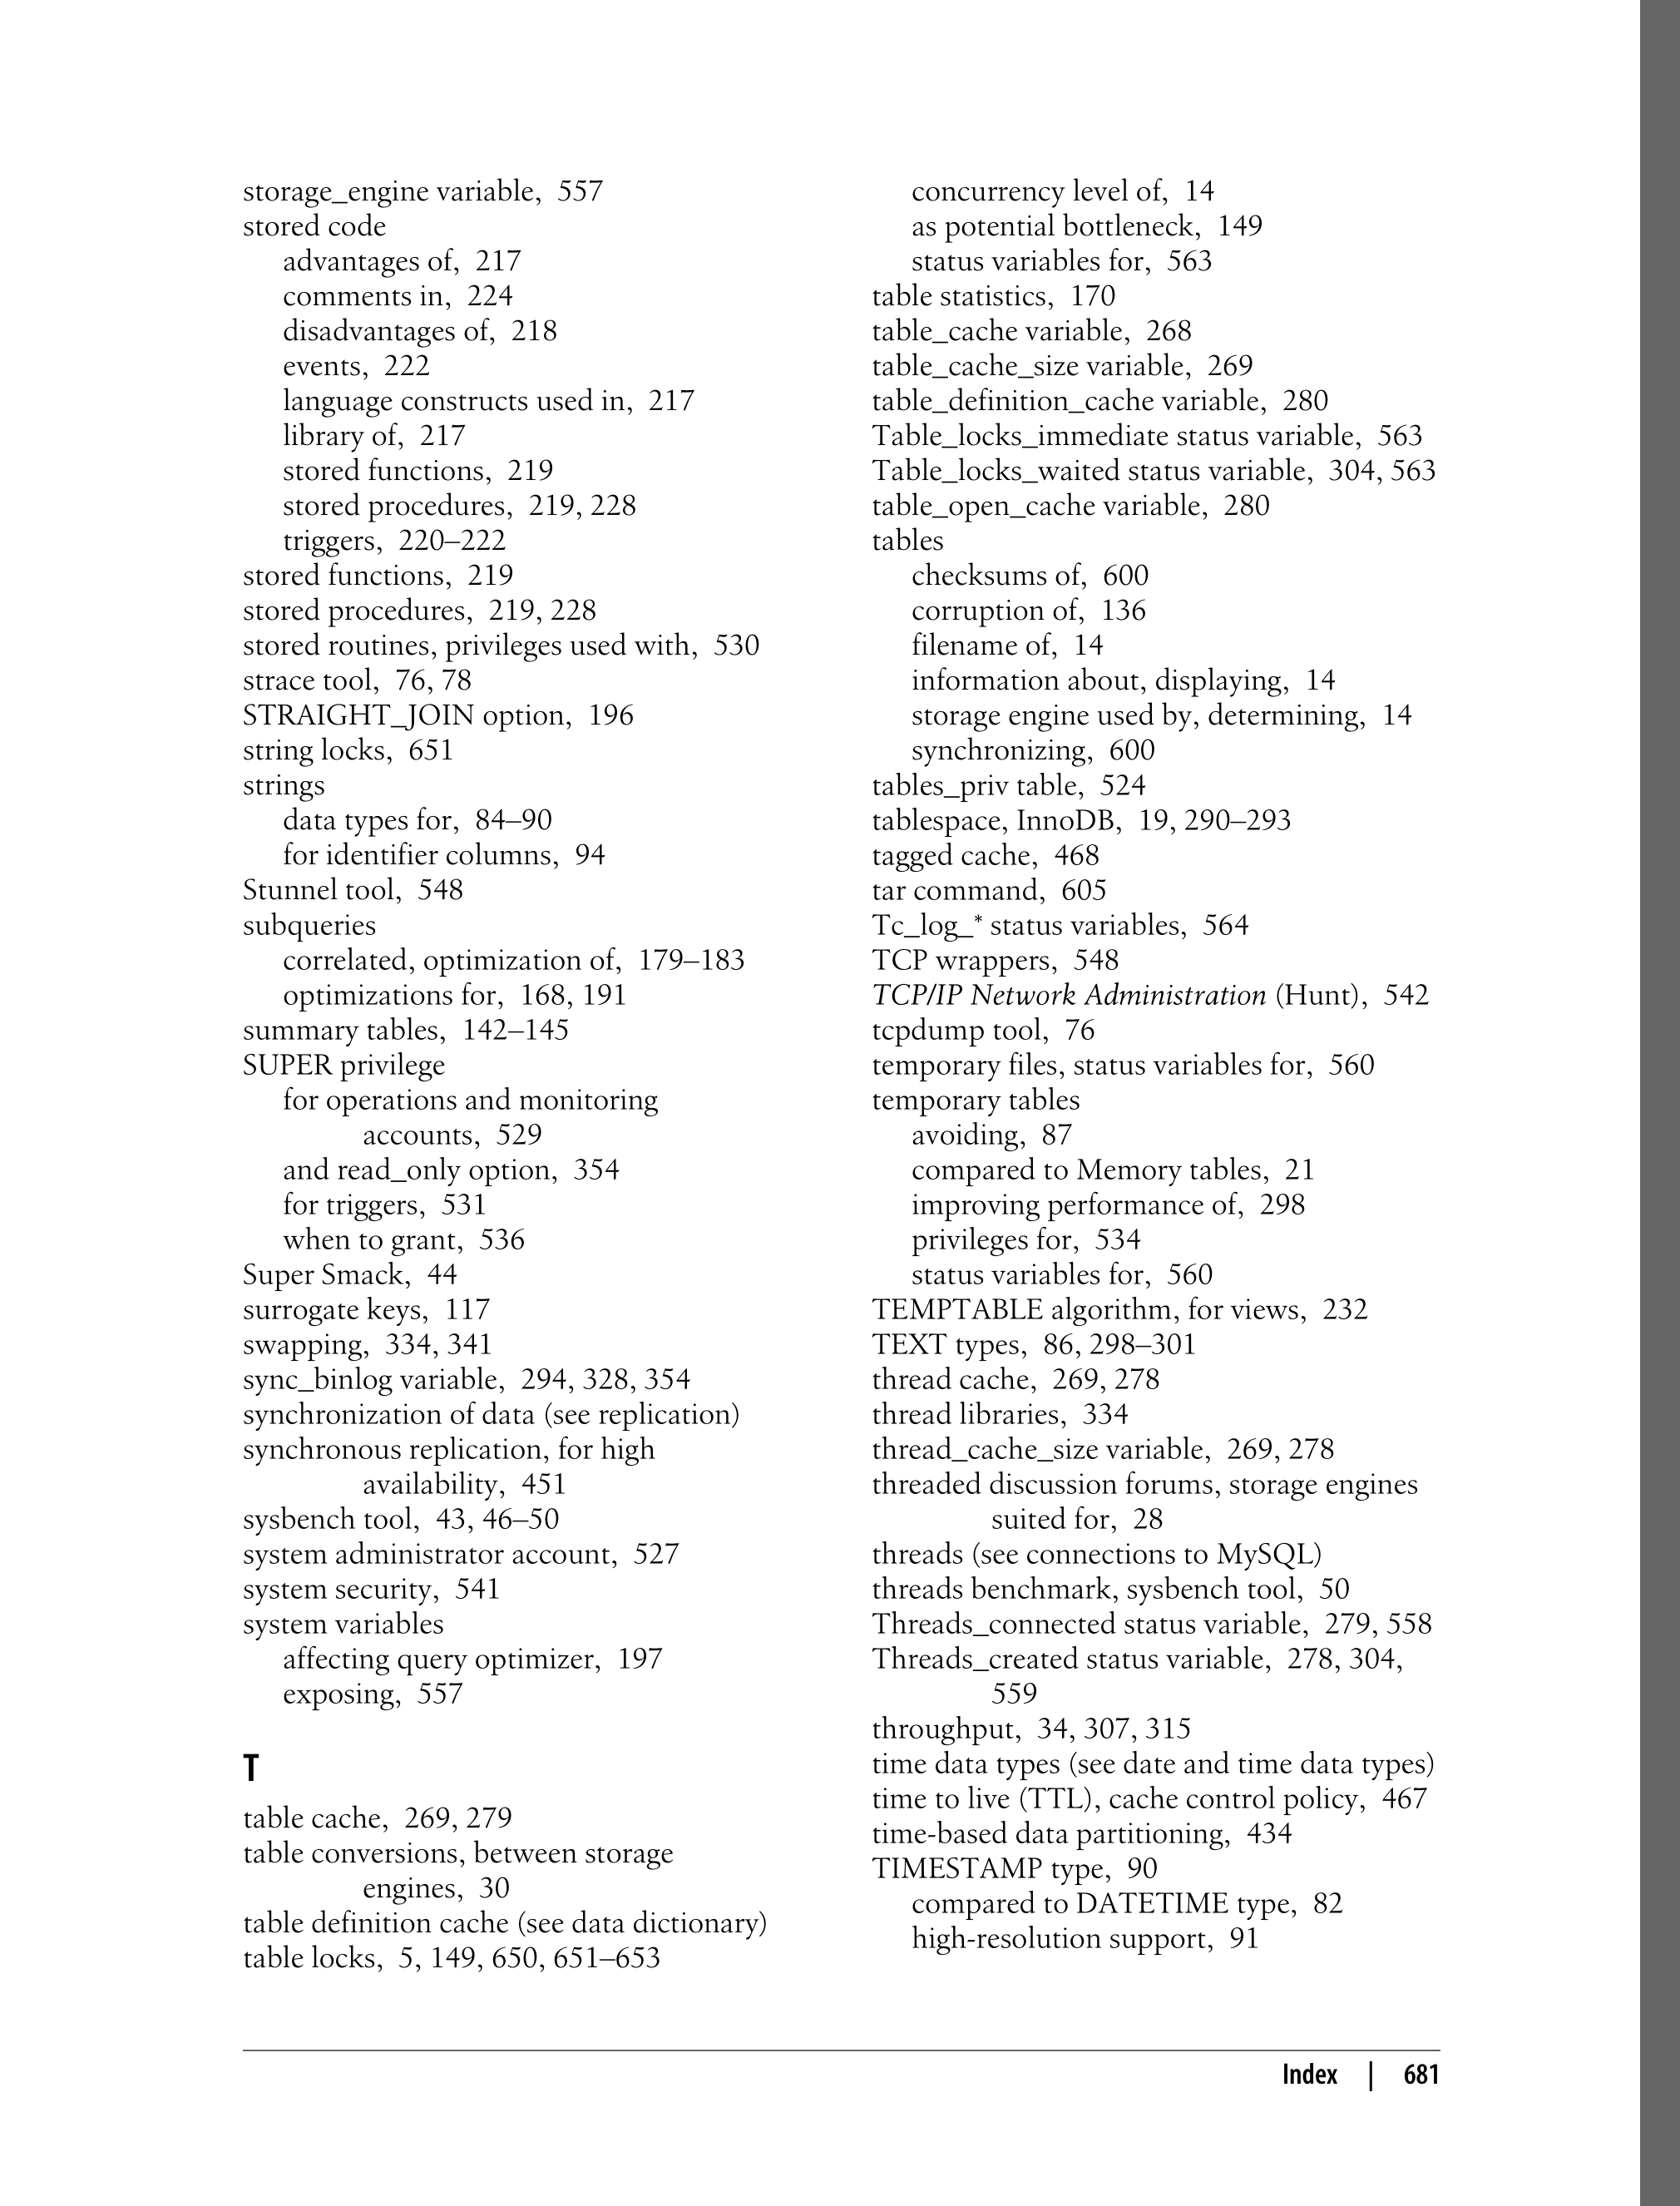 storage_engine variable, 557
stored code
advantages of, 217
comments in, 224
disadvantages of, 218
events, 222
language constructs used in, 217
library of, 217
stored functions, 219
stored procedures, 219, 228
triggers, 220–222
stored functions, 219
stored procedures, 219, 228
stored routines, privileges used with, 530
strace tool, 76, 78
STRAIGHT_JOIN option, 196
string locks, 651
strings
data types for, 84–90
for identifier columns, 94
Stunnel tool, 548
subqueries
correlated, optimization of, 179–183
optimizations for, 168, 191
summary tables, 142–145
SUPER privilege
for operations and monitoring
accounts, 529
and read_only option, 354
for triggers, 531
when to grant, 536
Super Smack, 44
surrogate keys, 117
swapping, 334, 341
sync_binlog variable, 294, 328, 354
synchronization of data (see replication)
synchronous replication, for high
availability, 451
sysbench tool, 43, 46–50
system administrator account, 527
system security, 541
system variables
affecting query optimizer, 197
exposing, 557
T
table cache, 269, 279
table conversions, between storage
engines, 30
table definition cache (see data dictionary)
table locks, 5, 149, 650, 651–653
concurrency level of, 14
as potential bottleneck, 149
status variables for, 563
table statistics, 170
table_cache variable, 268
table_cache_size variable, 269
table_definition_cache variable, 280
Table_locks_immediate status variable, 563
Table_locks_waited status variable, 304, 563
table_open_cache variable, 280
tables
checksums of, 600
corruption of, 136
filename of, 14
information about, displaying, 14
storage engine used by, determining, 14
synchronizing, 600
tables_priv table, 524
tablespace, InnoDB, 19, 290–293
tagged cache, 468
tar command, 605
Tc_log_* status variables, 564
TCP wrappers, 548
TCP/IP Network Administration (Hunt), 542
tcpdump tool, 76
temporary files, status variables for, 560
temporary tables
avoiding, 87
compared to Memory tables, 21
improving performance of, 298
privileges for, 534
status variables for, 560
TEMPTABLE algorithm, for views, 232
TEXT types, 86, 298–301
thread cache, 269, 278
thread libraries, 334
thread_cache_size variable, 269, 278
threaded discussion forums, storage engines
suited for, 28
threads (see connections to MySQL)
threads benchmark, sysbench tool, 50
Threads_connected status variable, 279, 558
Threads_created status variable, 278, 304,
559
throughput, 34, 307, 315
time data types (see date and time data types)
time to live (TTL), cache control policy, 467
time-based data partitioning, 434
TIMESTAMP type, 90
compared to DATETIME type, 82
high-resolution support, 91
Index | 681